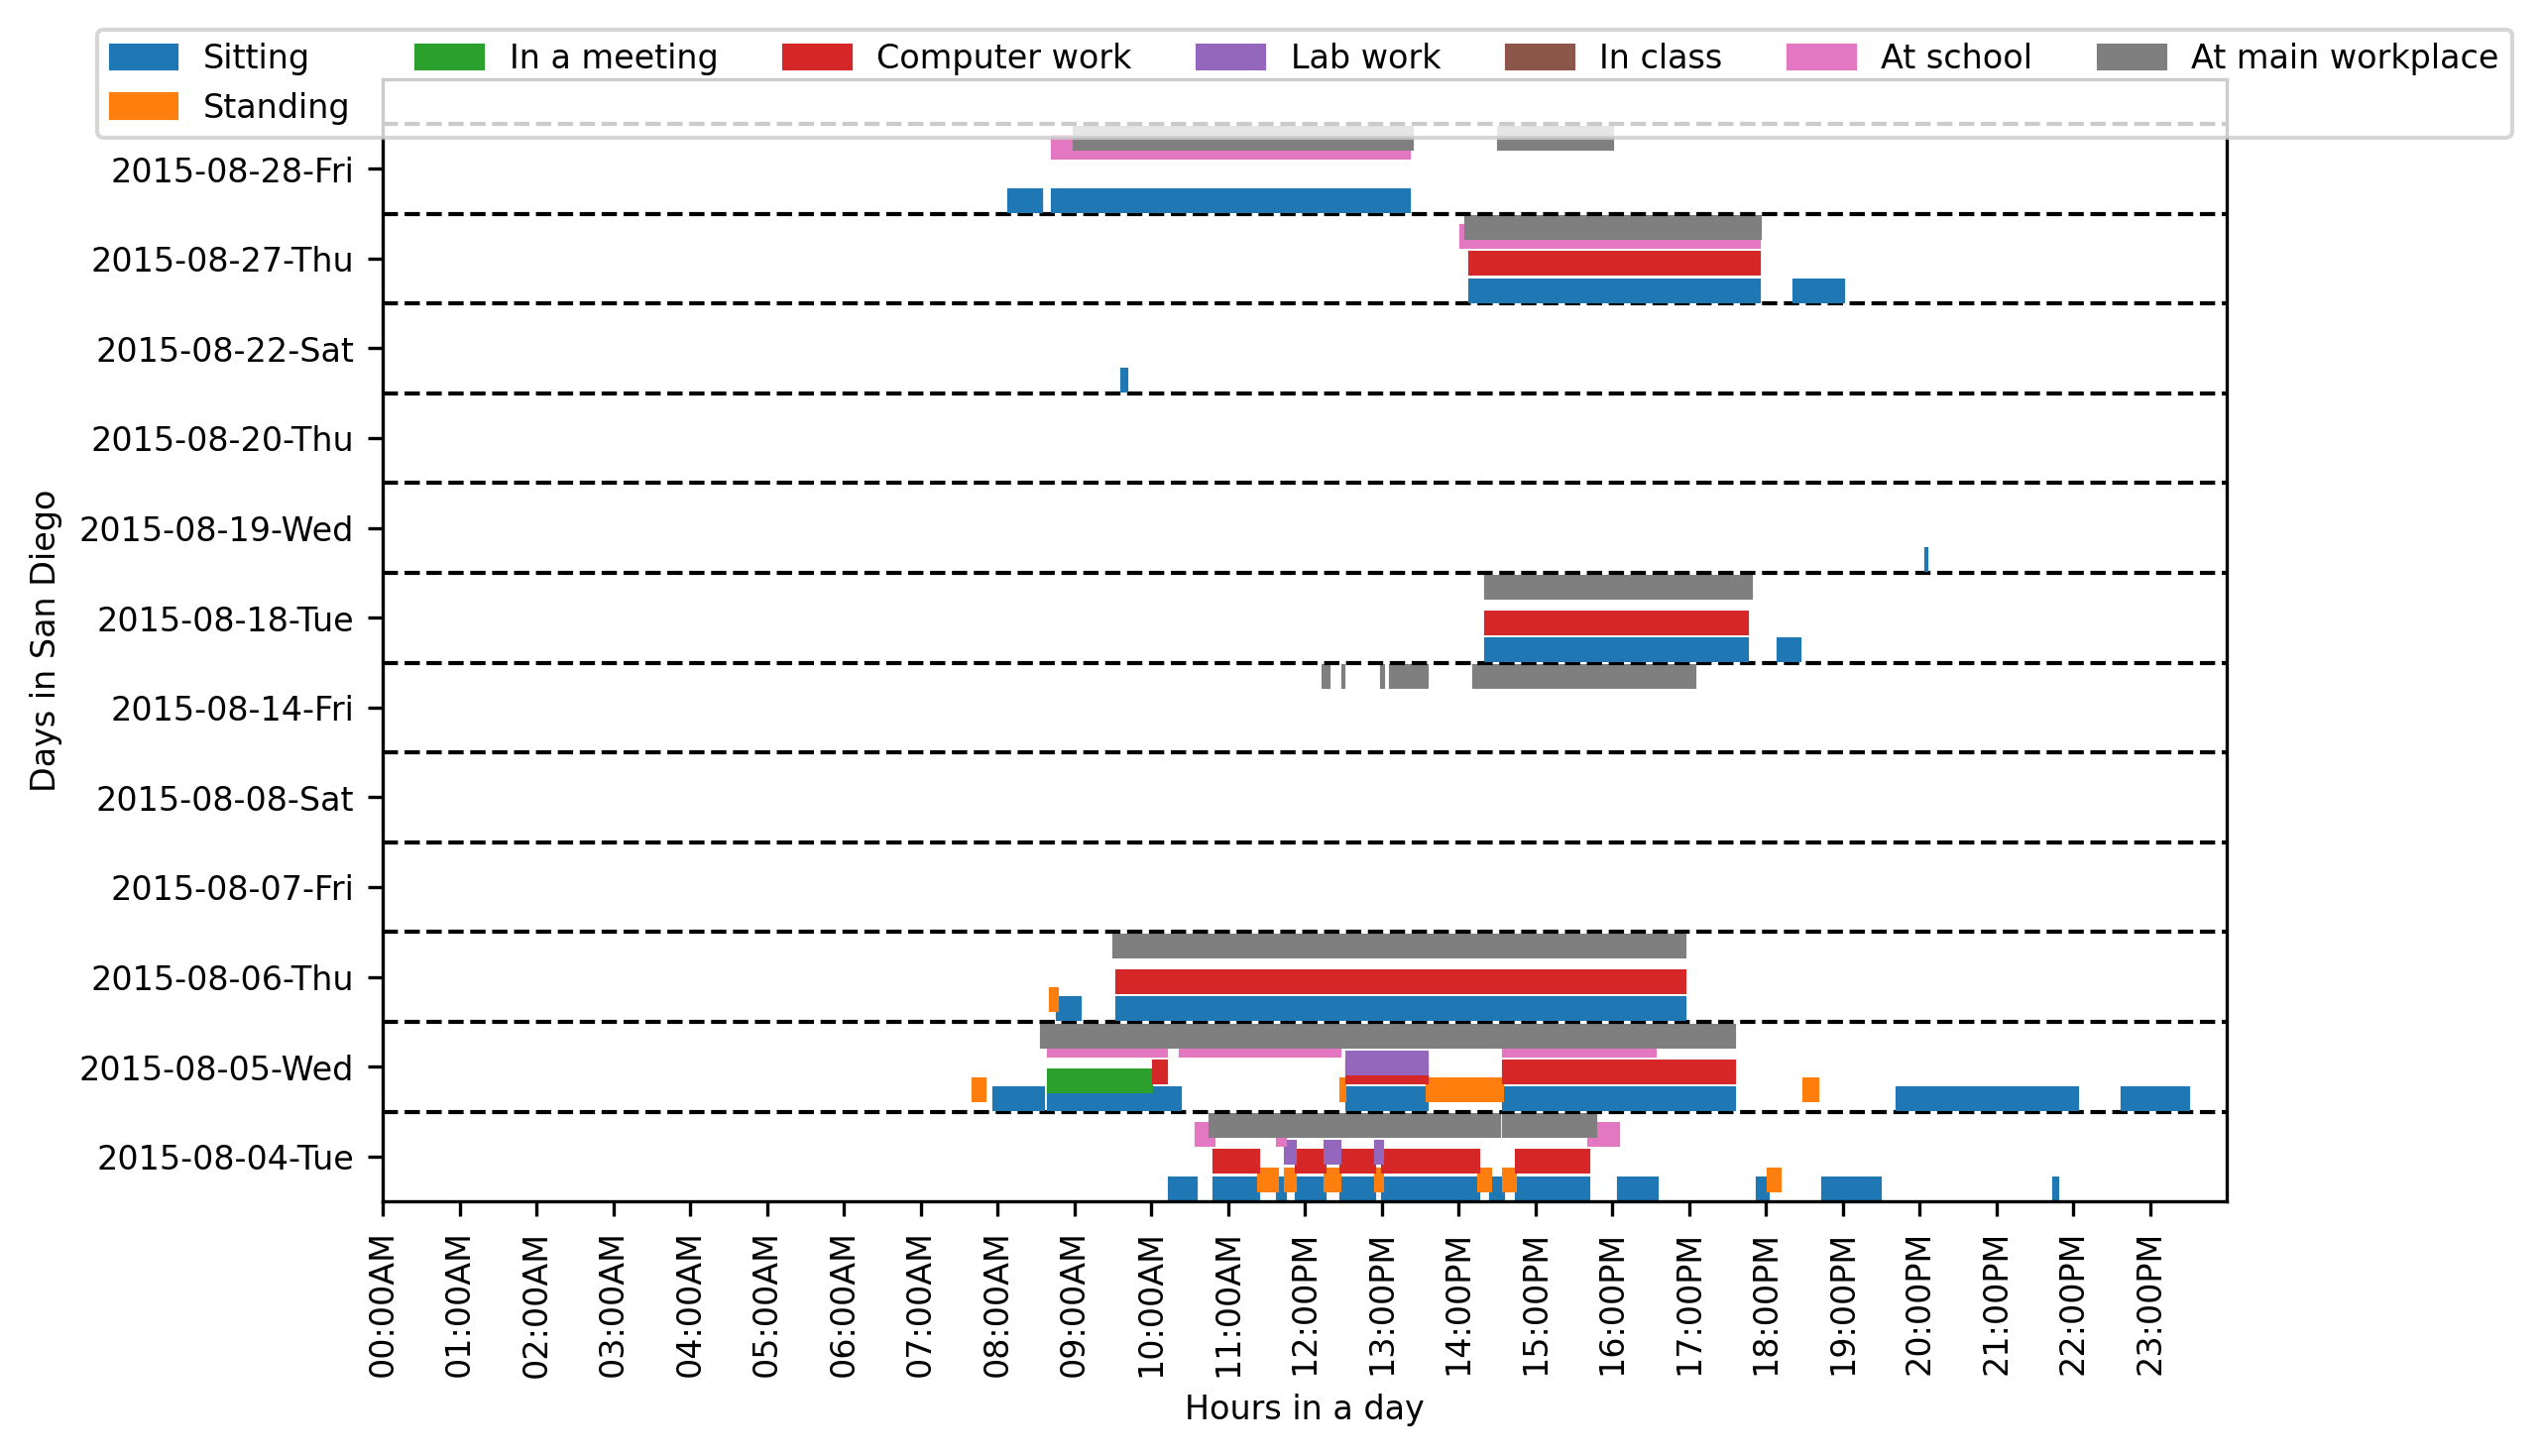 Sitting In a meeting Computer work Lab work In class At school At main workplace
Standing
2015-08-28-Fri
2015-08-27-Thu
2015-08-22-Sat
2015-08-20-Thu
2015-08-19-Wed
2015-08-18-Tue
2015-08-14-Fri
2015-08-08-Sat
2015-08-07-Fri
2015-08-06-Thu
2015-08-05-Wed
2015-08-04-Tue
Days in San Diego
00:00AM 01:00AM 02:00AM 03:00AM 04:00AM 05:00AM 06:00AM 07:00AM 08:00AM 09:00AM 10:00AM 11:00AM 12:00PM 13:00PM 14:00PM 15:00PM 16:00PM 17:00PM 18:00PM 19:00PM 20:00PM 21:00PM 22:00PM 23:00PM
Hours in a day